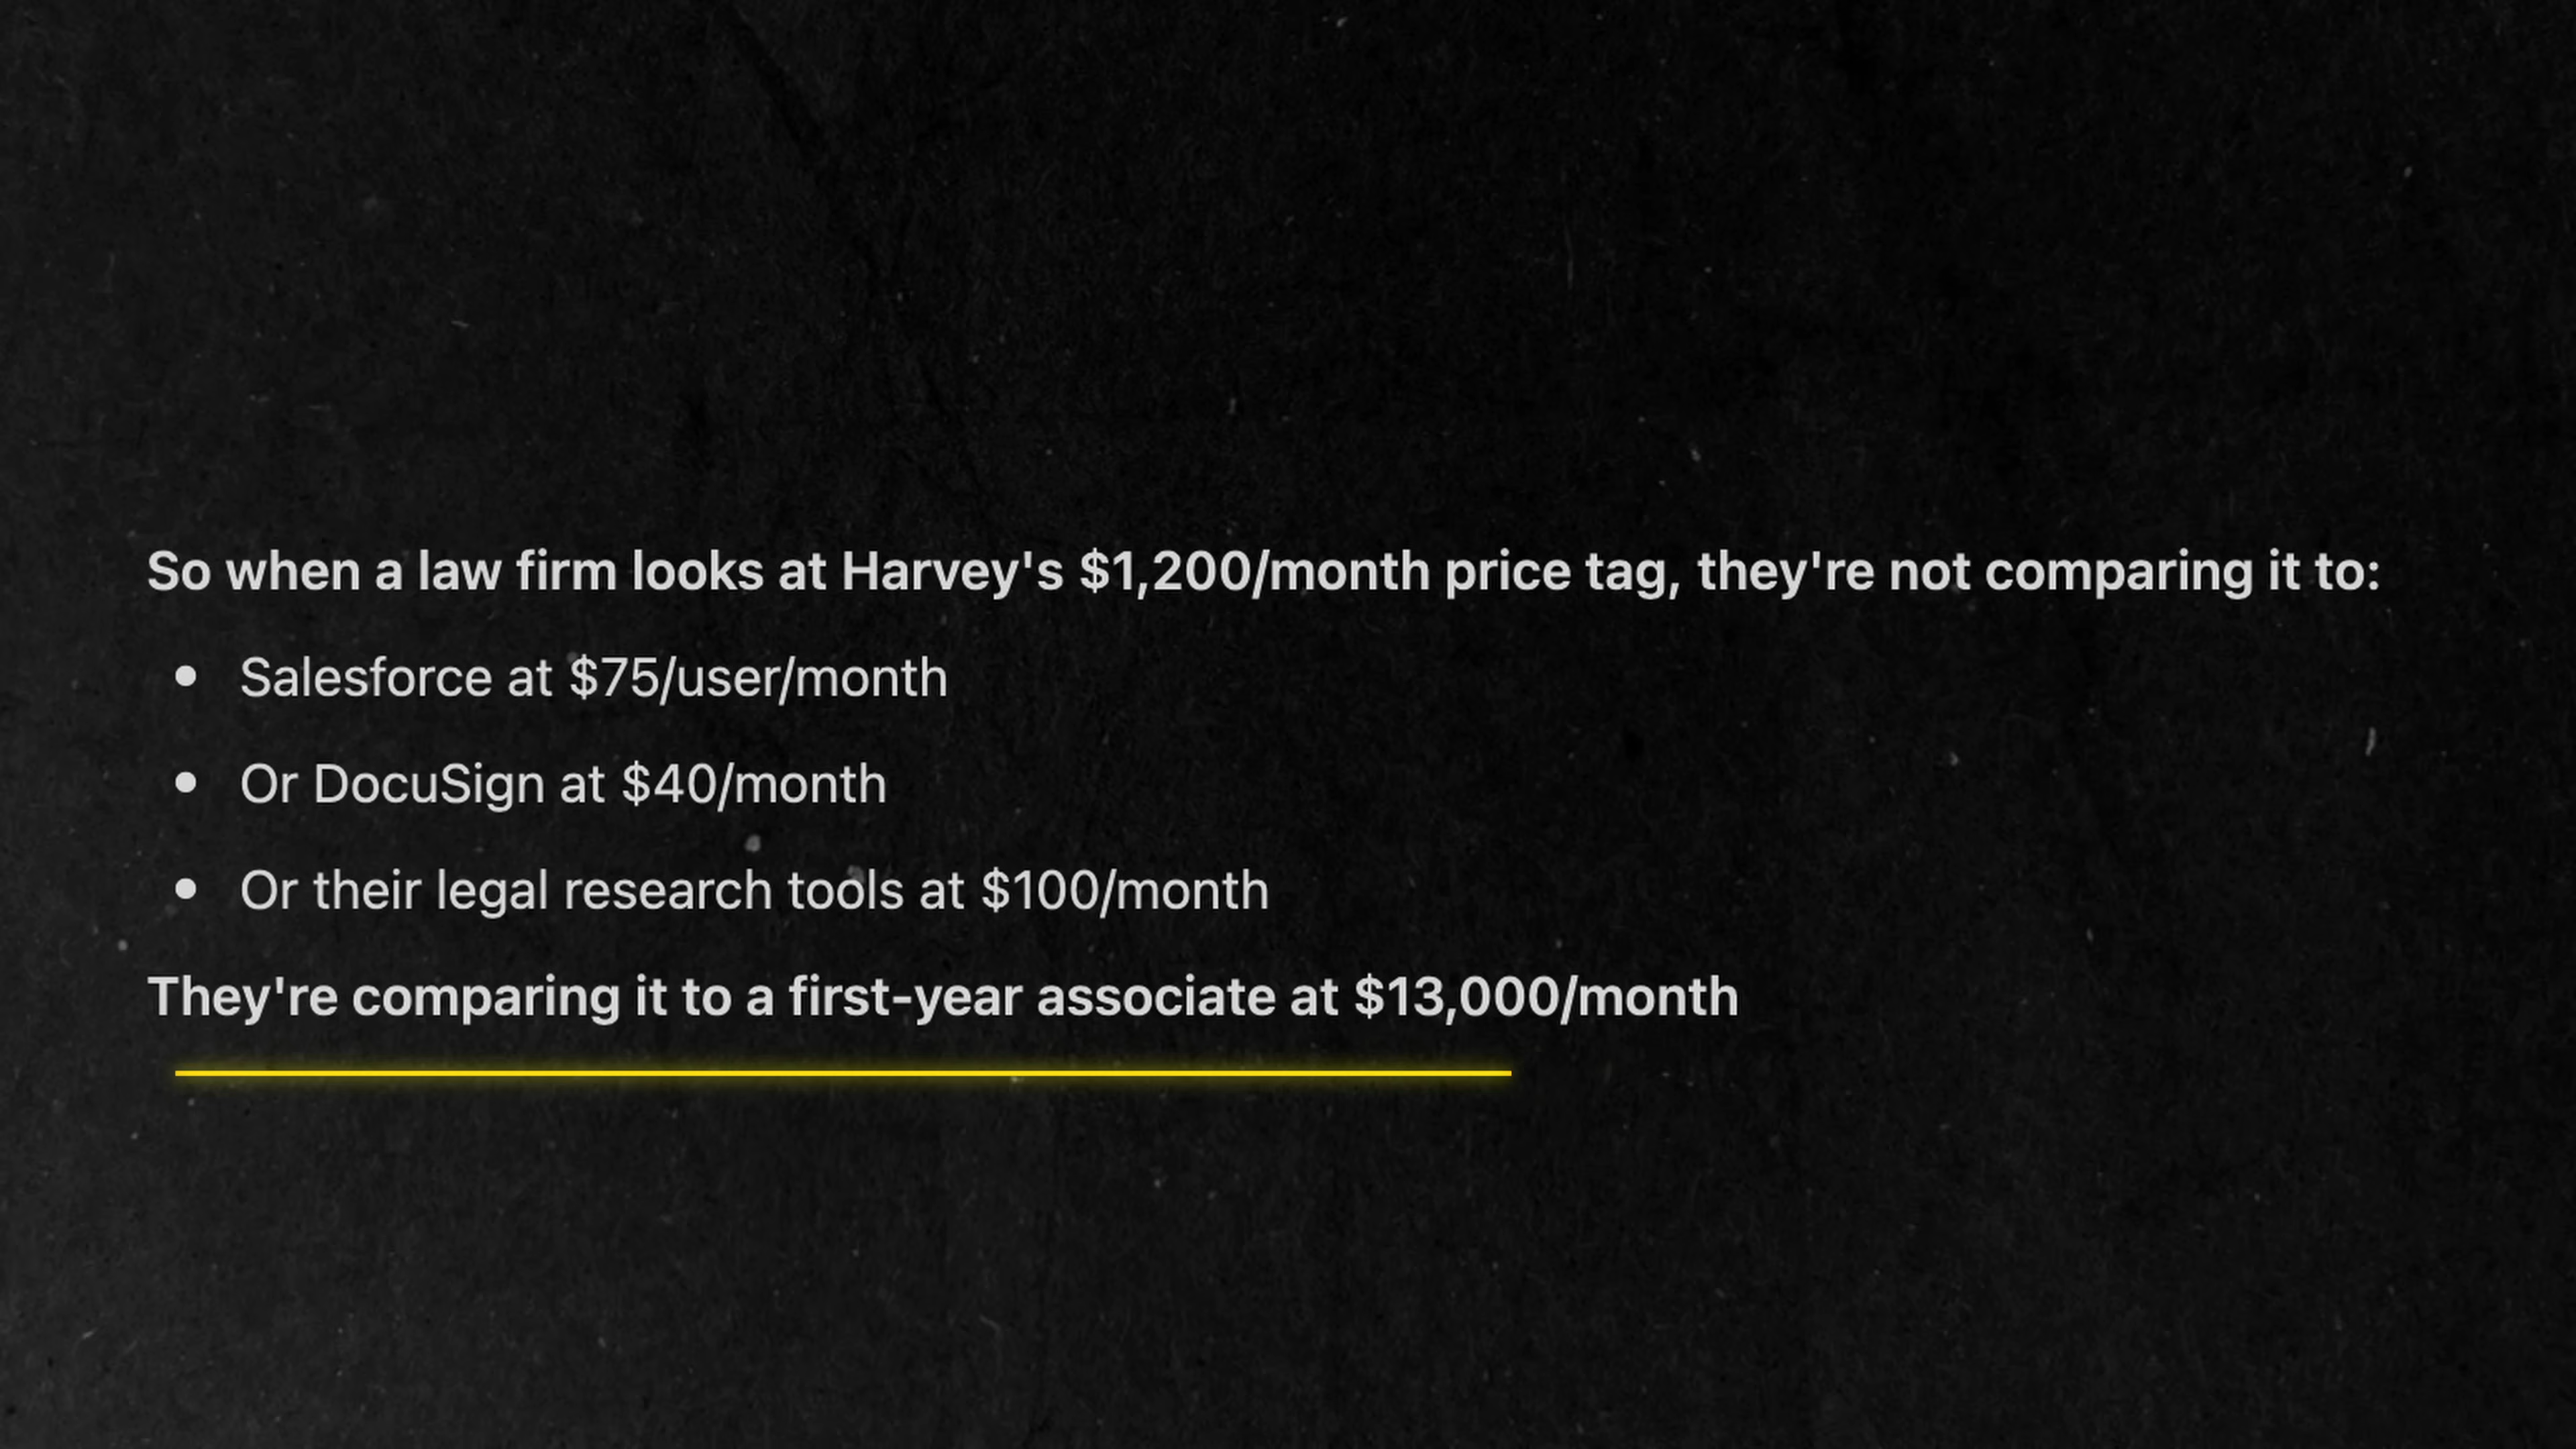 So when a law firm looks at Harvey's $1,200/month price tag, they're not comparing it to:
• Salesforce at $75/user/month
• Or DocuSign at $40/month
• Or their legal research tools at $100/month
They're comparing it to a first-year associate at $13,000/month